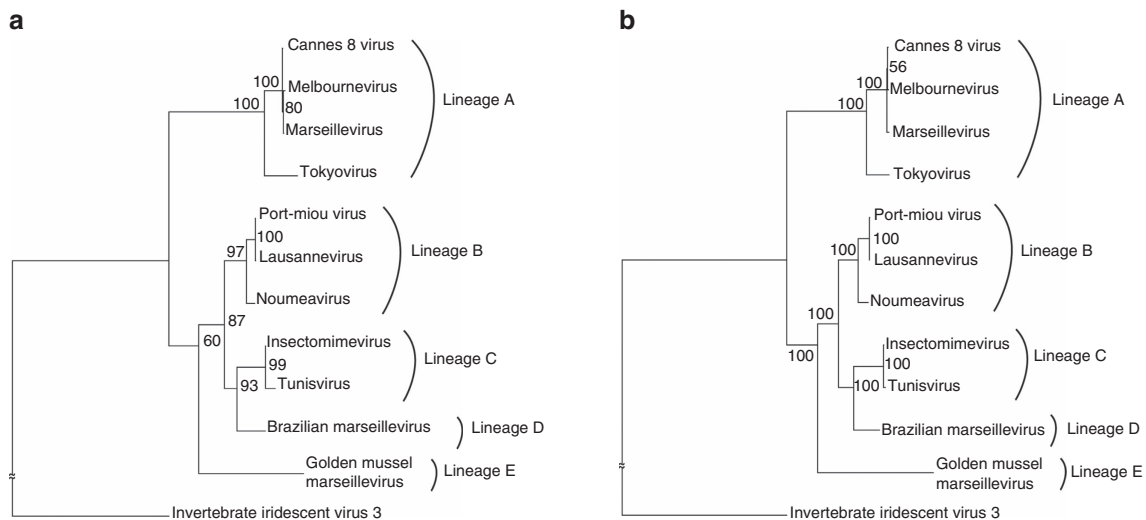 a
Cannes 8 virus
100
Melbournevirus
100
80
Lineage A
Marseillevirus
Tokyovirus
Port-miou virus
100
97
Lausannevirus
Lineage B
Noumeavirus
87
60
Insectomimevirus
99
Lineage C
93
Tunisvirus
Brazilian marseillevirus
Lineage D
Golden mussel
marseillevirus
Lineage E
≈
Invertebrate iridescent virus 3
b
Cannes 8 virus
56
Melbournevirus
100
Lineage A
Marseillevirus
Tokyovirus
Port-miou virus
100
100
Lausannevirus
Lineage B
Noumeavirus
100
100
Insectomimevirus
100
Lineage C
100
Tunisvirus
Brazilian marseillevirus
Lineage D
Golden mussel
marseillevirus
Lineage E
≈
Invertebrate iridescent virus 3